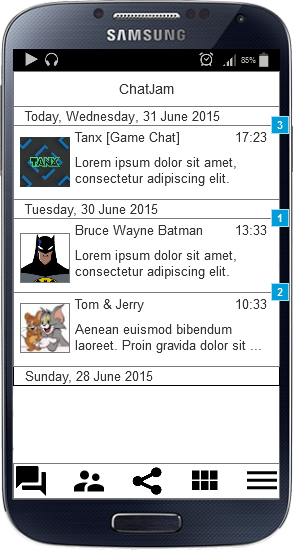 SAMSUNG
85%
ChatJam
Today, Wednesday, 31 June 2015
3
Tanx [Game Chat] 17:23
TANX
Lorem ipsum dolor sit amet,
consectetur adipiscing elit.
Tuesday, 30 June 2015
1
Bruce Wayne Batman 13:33
Lorem ipsum dolor sit amet,
consectetur adipiscing elit.
2
Tom & Jerry 10:33
Aenean euismod bibendum
laoreet. Proin gravida dolor sit ...
Sunday, 28 June 2015